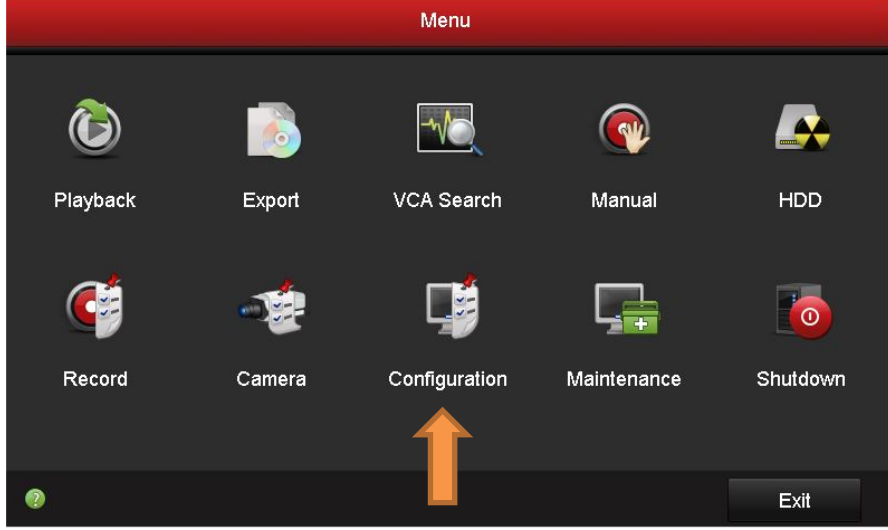 Menu
Playback Export VCA Search Manual HDD
Record Camera Configuration Maintenance Shutdown
? Exit